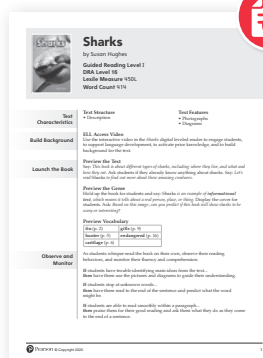 Sharks
Sharks
by Susan Hughes
Guided Reading Level I
DRA Level 16
Lexile Measure 450L
Word Count 414
Text
Characteristics
Text Structure
• Description
Text Features
• Photographs
• Diagrams
Build Background
ELL Access Video
Use the interactive video in the Sharks digital leveled reader to engage students,
to support language development, to activate prior knowledge, and to build
background for the text.
Launch the Book
Preview the Text
Say: This book is about different types of sharks, including where they live, and what and
how they eat. Ask students if they already know anything about sharks. Say: Let's
read Sharks to find out more about these amazing creatures.
Preview the Genre
Hold up the book for students and say: Sharks is an example of informational
text, which means it tells about a real person, place, or thing. Display the cover for
students. Ask: Based on this image, can you predict if this book will show sharks to be
scary or interesting?
Preview Vocabulary
fin (p. 2)
gills (p. 9)
hunter (p. 5)
endangered (p. 16)
cartilage (p. 6)
Observe and
Monitor
As students whisper-read the book on their own, observe their reading
behaviors, and monitor their fluency and comprehension.
If students have trouble identifying main ideas from the text...
then have them use the pictures and diagrams to guide their understanding.
If students stop at unknown words...
then have them read to the end of the sentence and predict what the word
might be.
If students are able to read smoothly within a paragraph...
then praise them for their good reading and ask them what they do as they come
to the end of a sentence.
Pearson © Copyright 2020
1